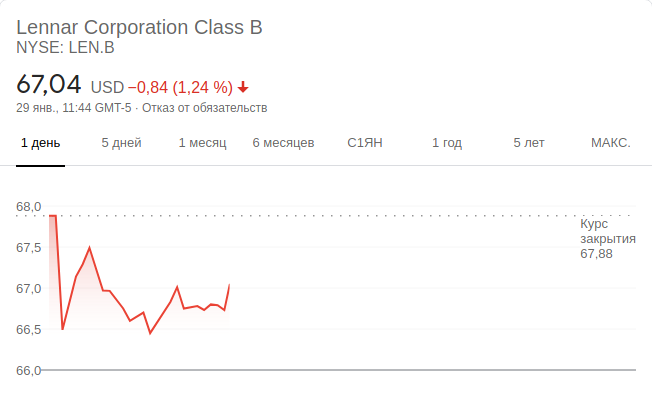 Lennar Corporation Class B
NYSE: LEN.B
67,04 USD −0,84 (1,24 %)
29 янв., 11:44 GMT-5 · Отказ от обязательств
1 день 5 дней 1 месяц 6 месяцев С1ЯН 1 год 5 лет МАКС.
68,0
Курс
закрытия
67,88
67,5
67,0
66,5
66,0